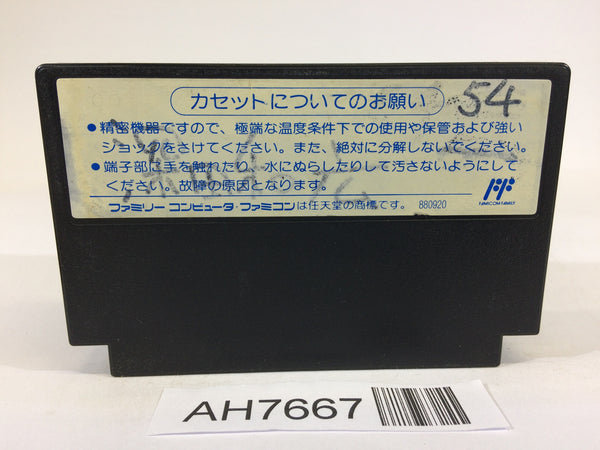 カセットについてのお願い
54
●精密機器ですので、極端な温度条件下での使用や保管および強い
ショックをさけてください。また、絶対に分解しないでください。
●端子部に手を触れたり、水にぬらしたりして汚さないようにして
ください。故障の原因となります。
FAMICOM FAMILY
ファミリーコンピュータ・ファミコンは任天堂の商標です。 880920
AH7667